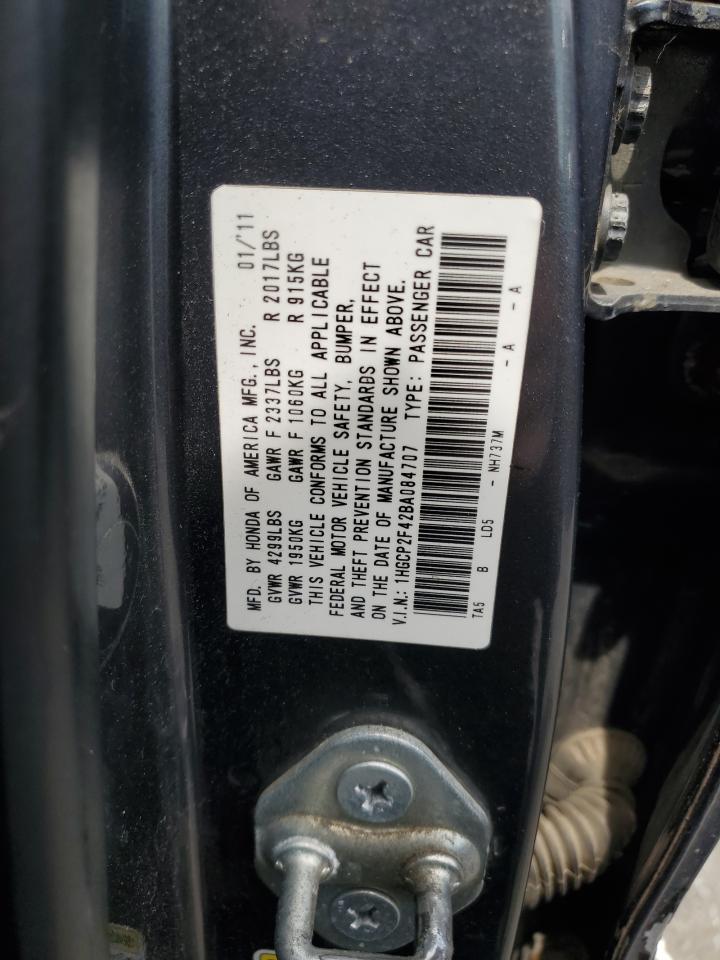 MFD. BY HONDA OF AMERICA MFG., INC. 01/'11
GVWR 4299LBS GAWR F 2337LBS R 2017LBS
GVWR 1950KG GAWR F 1060KG R 915KG
THIS VEHICLE CONFORMS TO ALL APPLICABLE
FEDERAL MOTOR VEHICLE SAFETY, BUMPER,
AND THEFT PREVENTION STANDARDS IN EFFECT
ON THE DATE OF MANUFACTURE SHOWN ABOVE.
V.I.N.: 1HGCP2F42BA084707 TYPE: PASSENGER CAR
TA5 B LD5 - NH737M - A - A